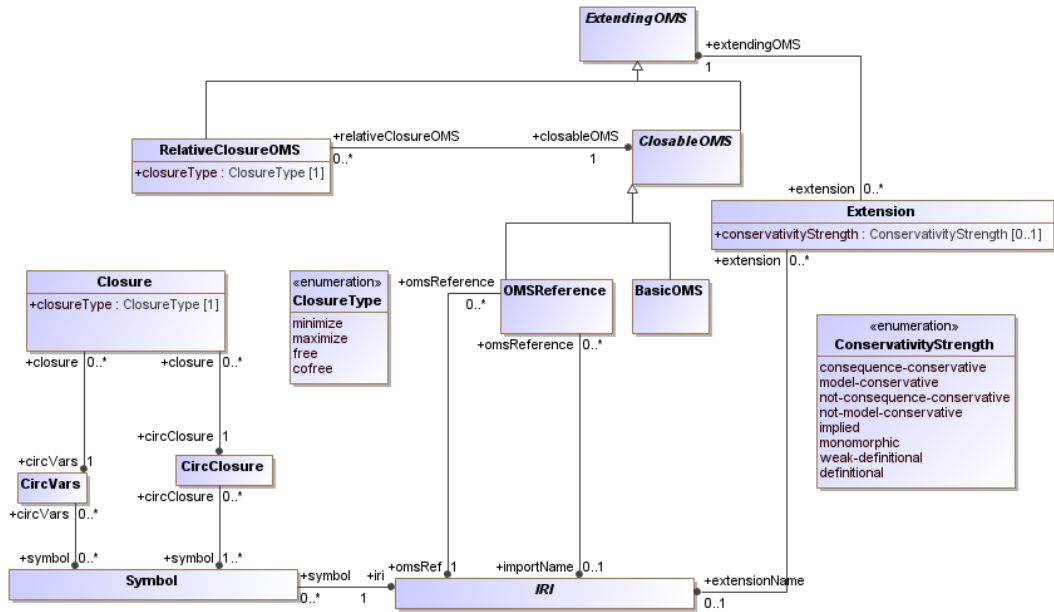 ExtendingOMS
+extendingOMS
1
+relativeClosureOMS
0..*
+closableOMS
1
RelativeClosureOMS
+closureType : ClosureType [1]
ClosableOMS
+extension
0..*
Extension
+conservativityStrength : ConservativityStrength [0..1]
+extension
0..*
Closure
+closureType : ClosureType [1]
+closure
0..*
+closure
0..*
«enumeration»
ClosureType
minimize
maximize
free
cofree
+omsReference
0..*
OMSReference
+omsReference
0..*
BasicOMS
«enumeration»
ConservativityStrength
consequence-conservative
model-conservative
not-consequence-conservative
not-model-conservative
implied
monomorphic
weak-definitional
definitional
+circClosure
1
+circVars
1
CircVars
+circVars
0..*
CircClosure
+circClosure
0..*
+symbol
0..*
+symbol
1..*
Symbol
+symbol
0..*
+iri
1
+omsRef
1
+importName
0..1
IRI
+extensionName
0..1